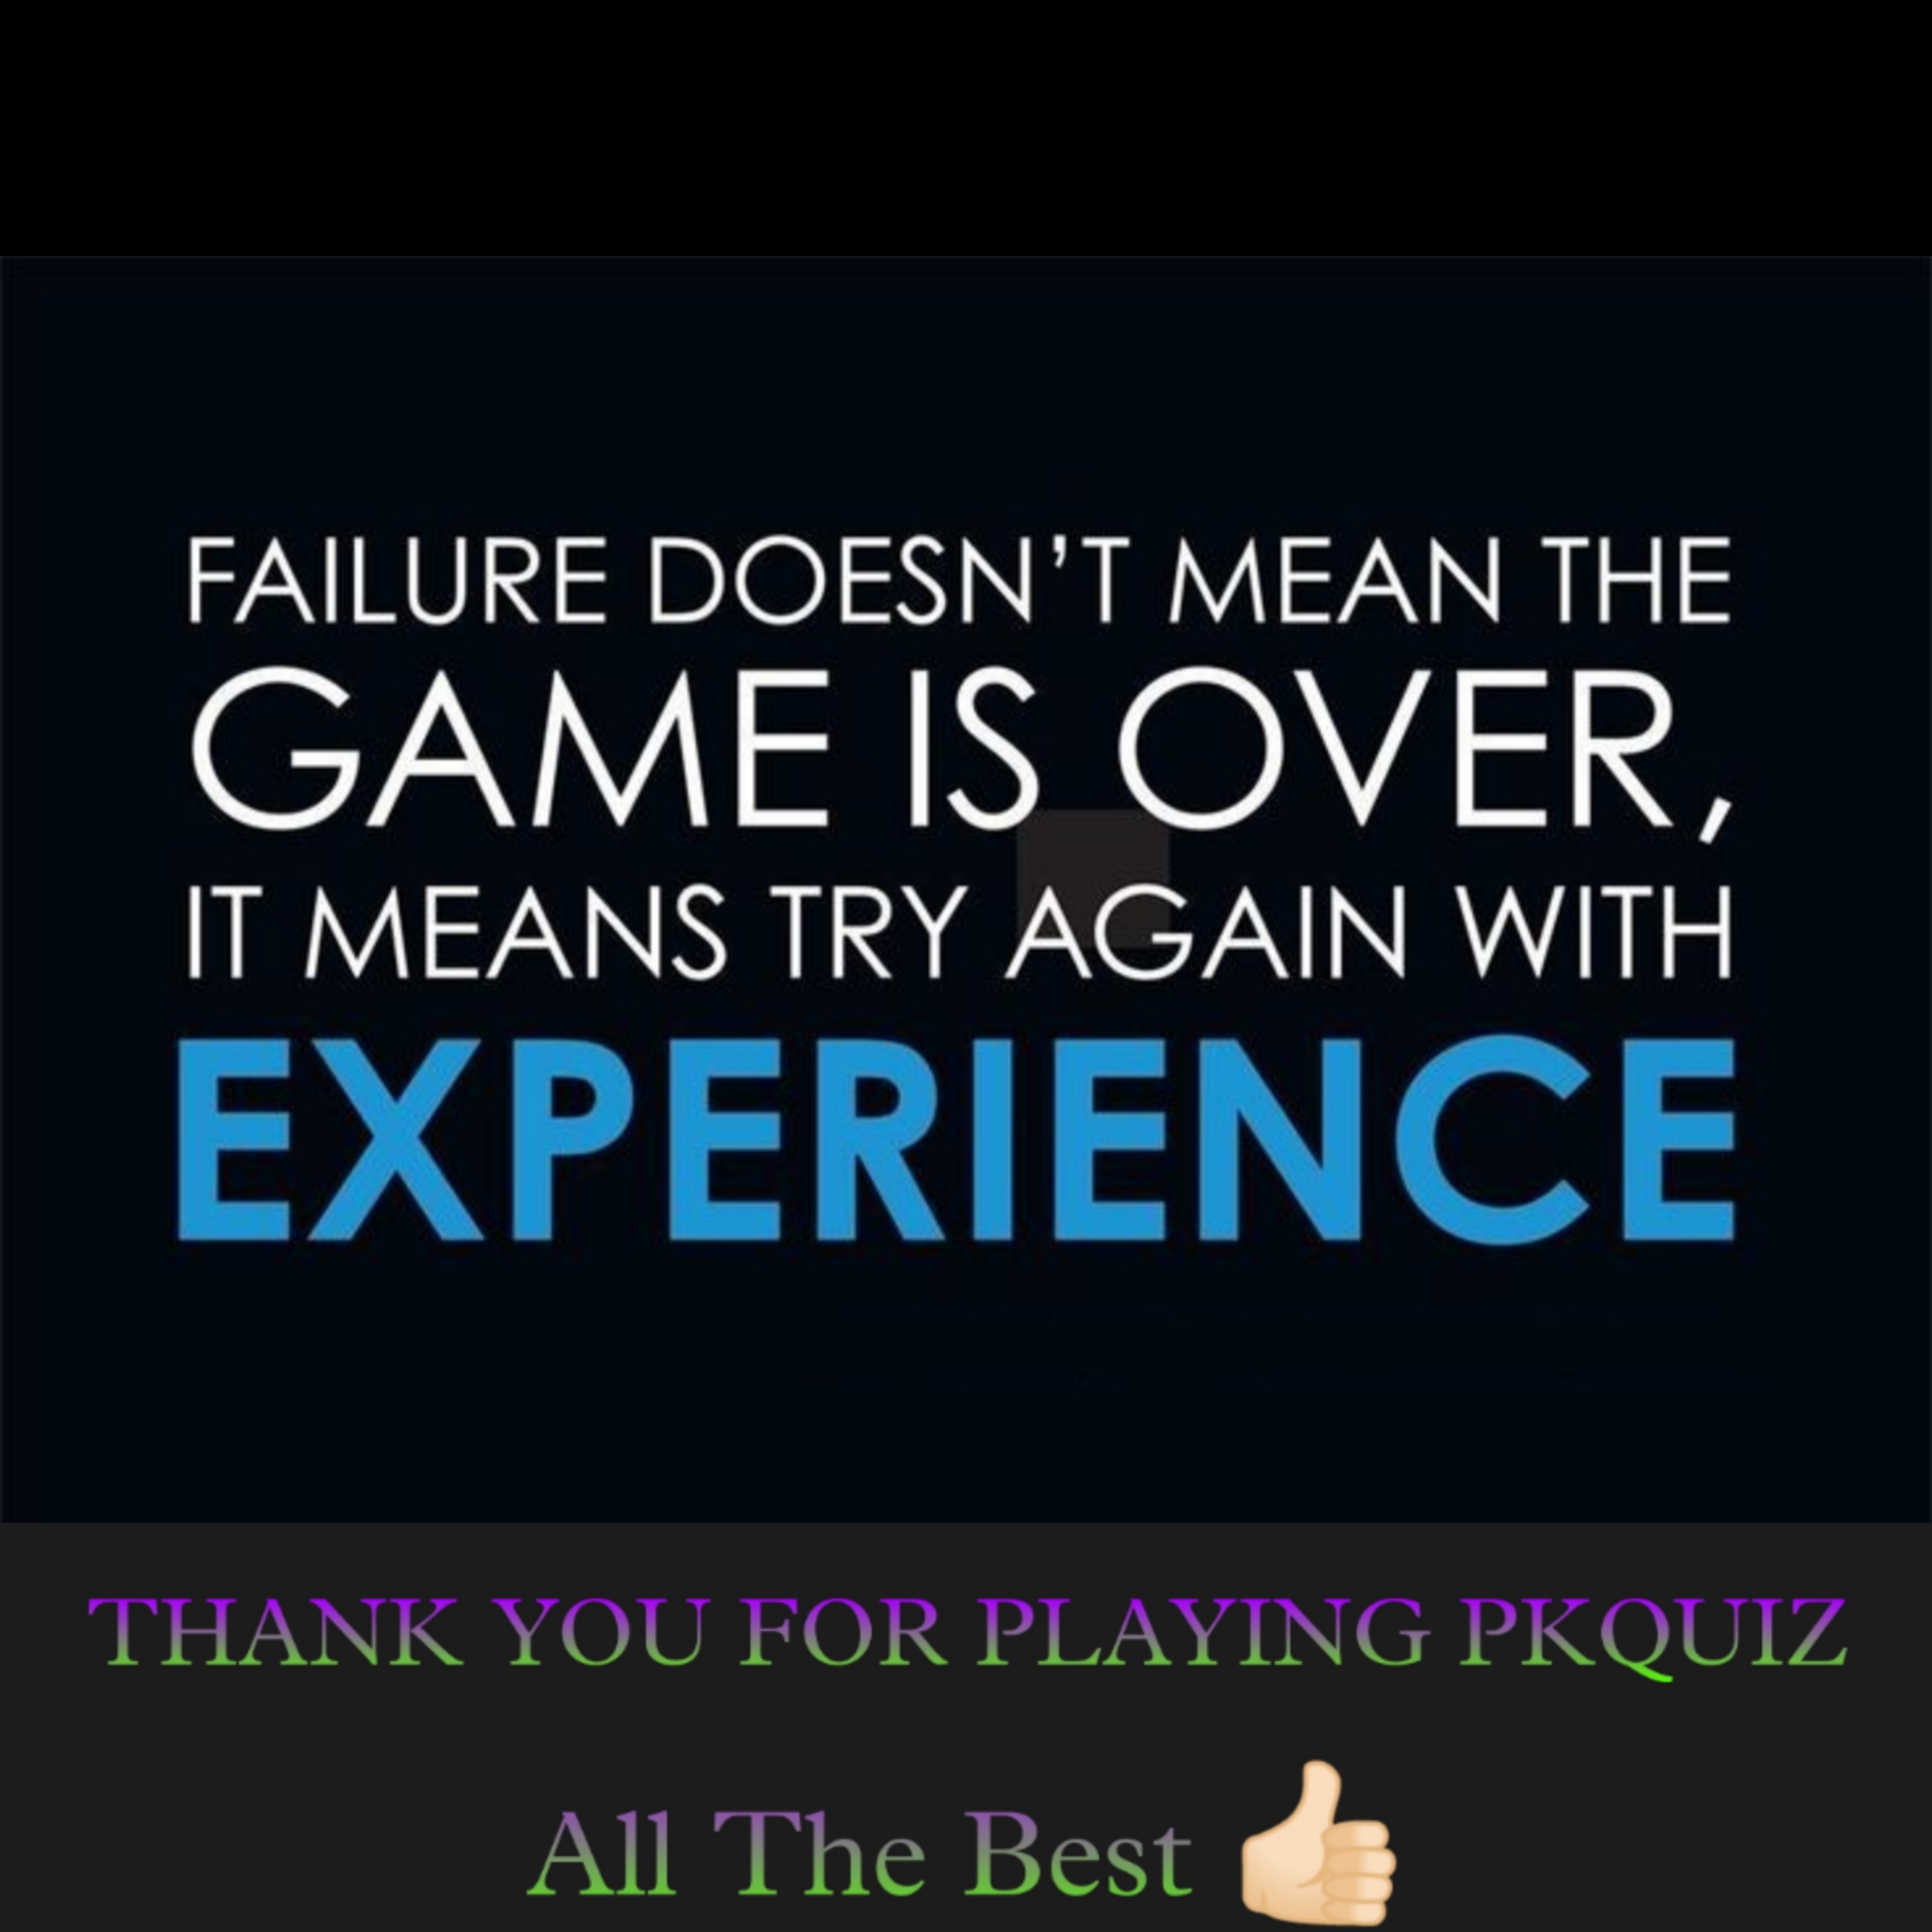 FAILURE DOESN’T MEAN THE
GAME IS OVER,
IT MEANS TRY AGAIN WITH
EXPERIENCE
THANK YOU FOR PLAYING PKQUIZ
All The Best 👍🏻